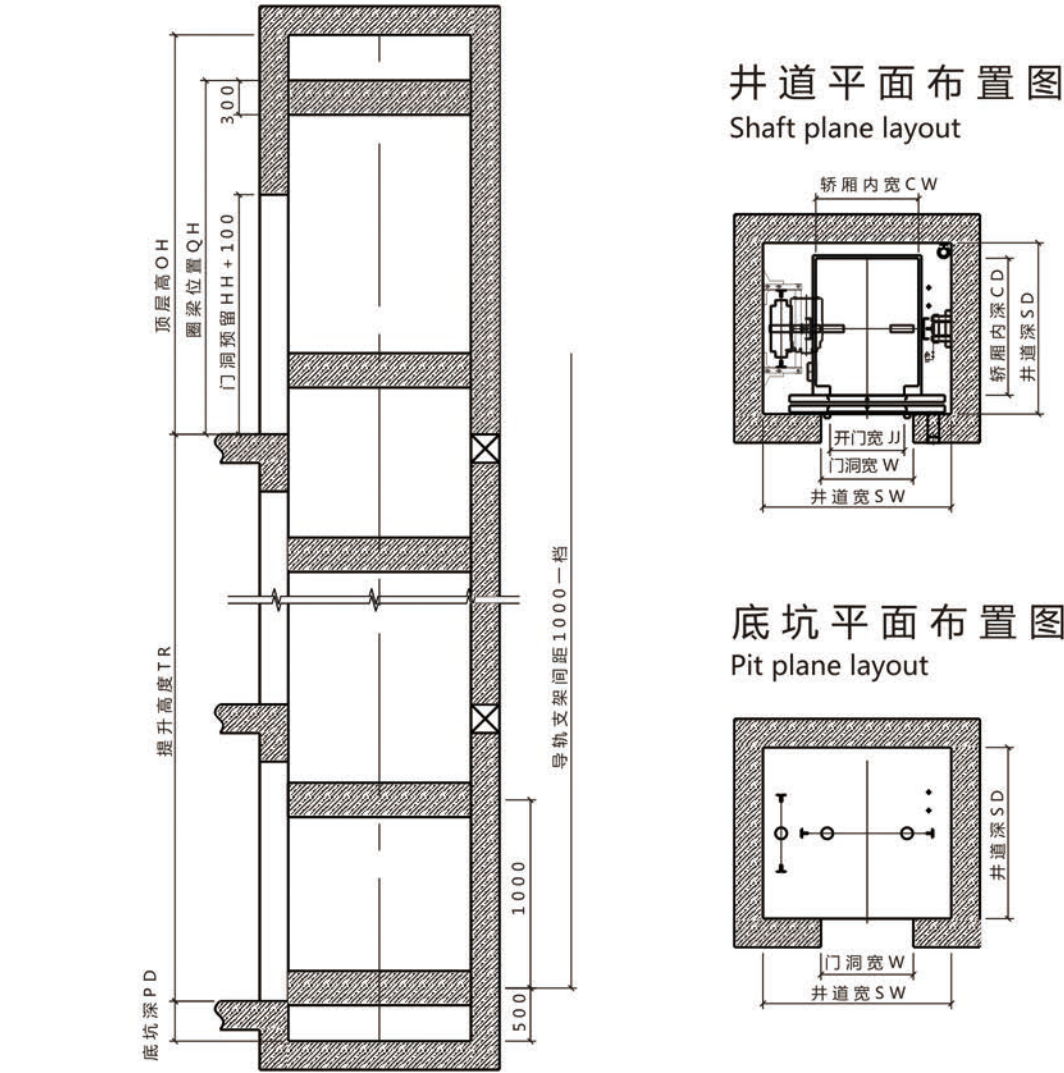 300
顶层高OH
圈梁位置QH
门洞预留HH+100
提升高度TR
底坑深PD
导轨支架间距1000一档
1000
500
井道平面布置图
Shaft plane layout
轿厢内宽CW
轿厢内深CD
井道深SD
开门宽JJ
门洞宽W
井道宽SW
底坑平面布置图
Pit plane layout
井道深SD
门洞宽W
井道宽SW